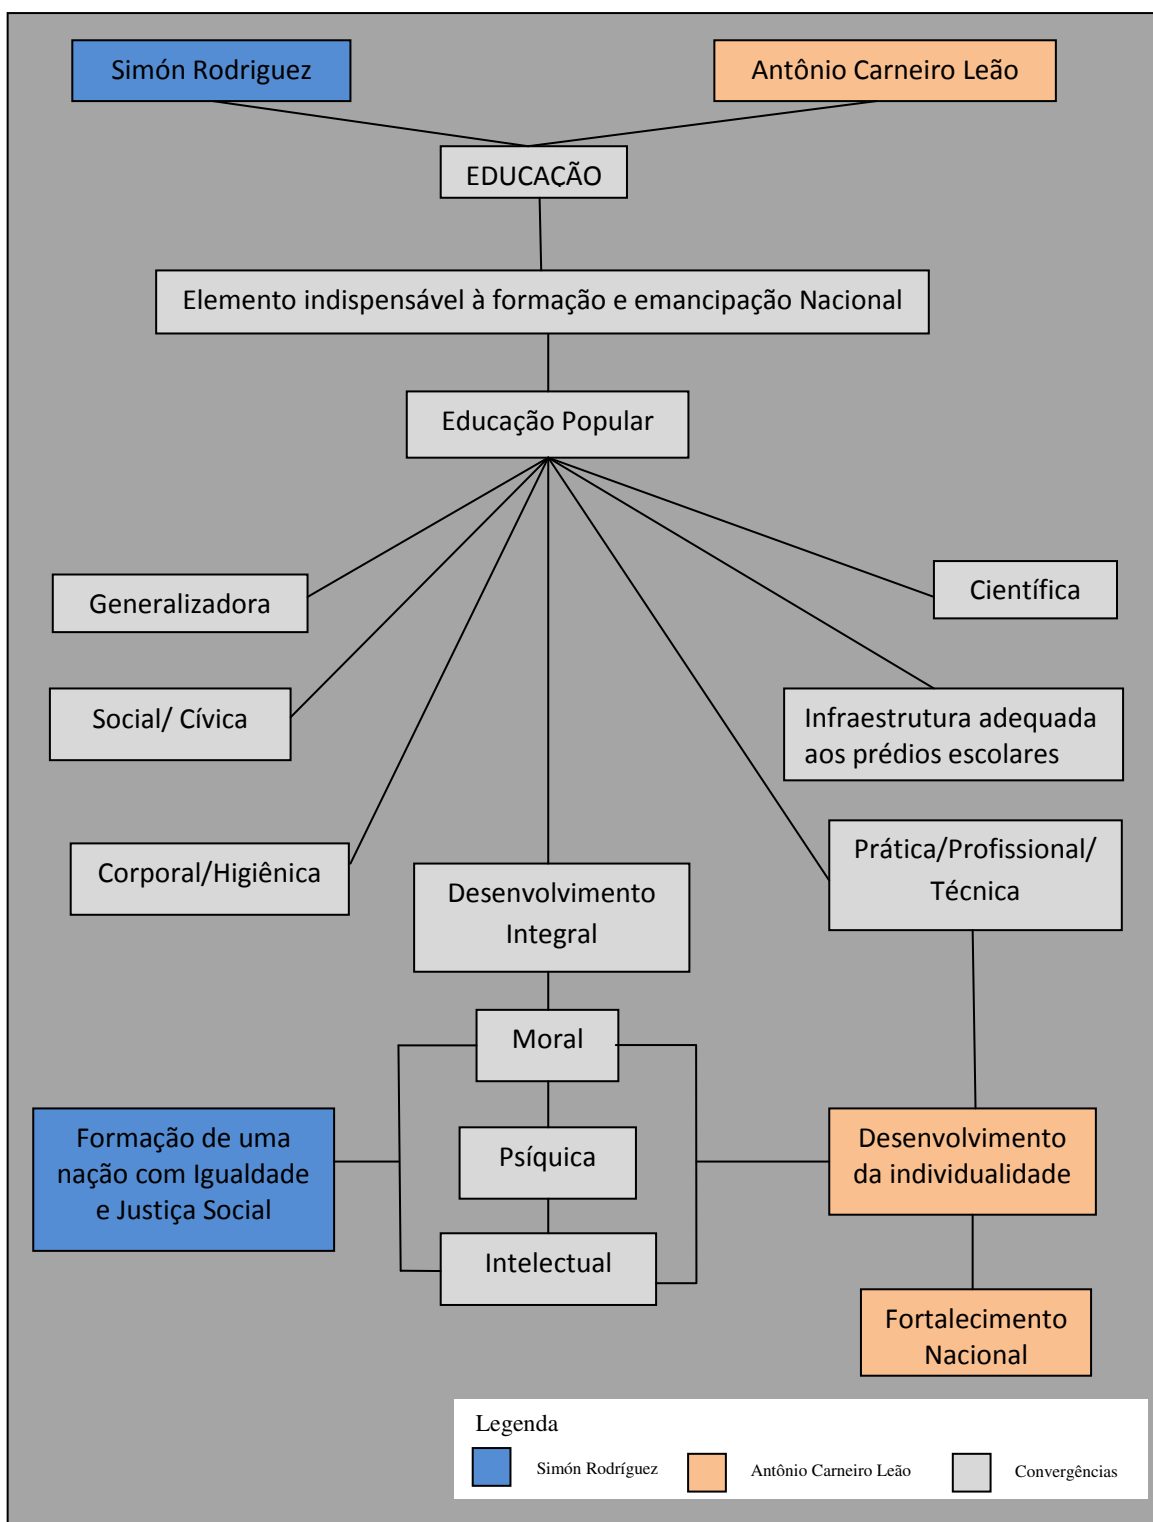 Simón Rodriguez
Antônio Carneiro Leão
EDUCAÇÃO
Elemento indispensável à formação e emancipação Nacional
Educação Popular
Generalizadora
Científica
Social/ Cívica
Infraestrutura adequada
aos prédios escolares
Corporal/Higiênica
Desenvolvimento
Integral
Prática/Profissional/
Técnica
Moral
Formação de uma
nação com Igualdade
e Justiça Social
Psíquica
Desenvolvimento
da individualidade
Intelectual
Fortalecimento
Nacional
Legenda
Simón Rodríguez
Antônio Carneiro Leão
Convergências